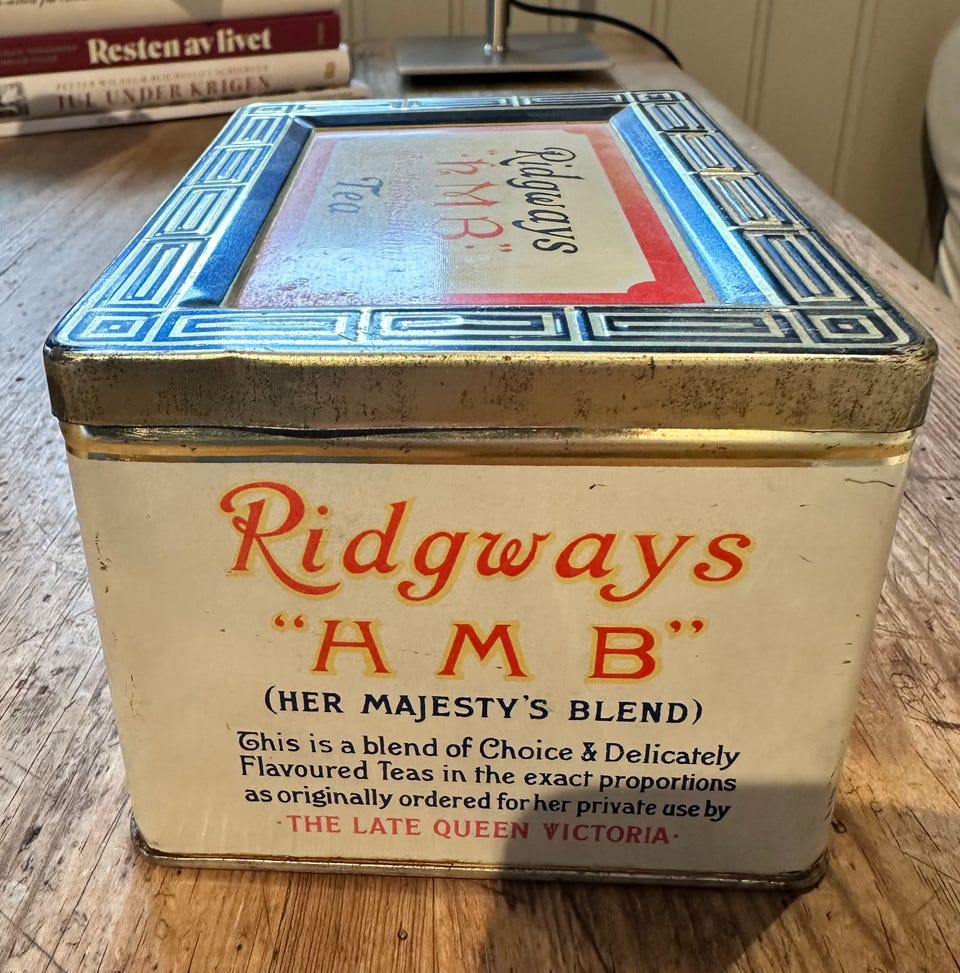 Resten av livet
JUL UNDER KRIGEN
Ridgways
"H.M.B."
Tea
Ridgways
"H M B"
(HER MAJESTY'S BLEND)
This is a blend of Choice & Delicately
Flavoured Teas in the exact proportions
as originally ordered for her private use by
·THE LATE QUEEN VICTORIA·